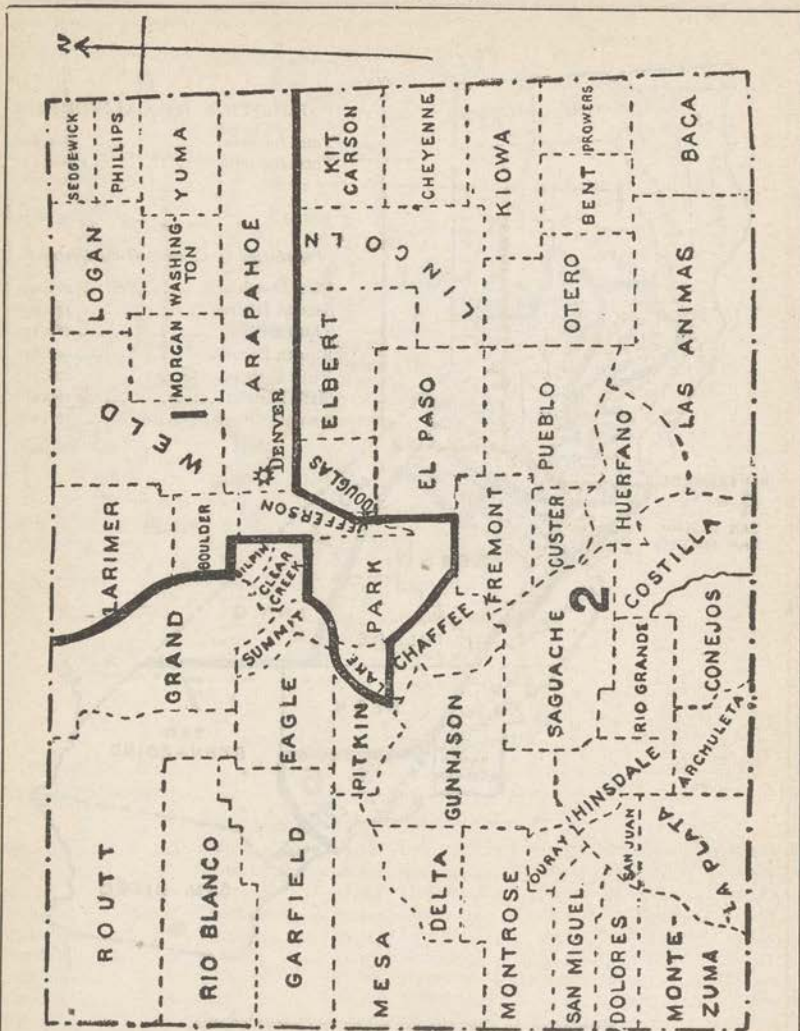 N
ROUTT
GRAND
LARIMER
WELD
LOGAN
SEDGEWICK
PHILLIPS
MORGAN
WASHING-
TON
YUMA
1
RIO BLANCO
BOULDER
ARAPAHOE
DENVER
GARFIELD
EAGLE
SUMMIT
GILPIN
CLEAR
CREEK
JEFFERSON
DOUGLAS
ELBERT
LINCOLN
KIT
CARSON
MESA
PITKIN
LAKE
PARK
EL PASO
CHEYENNE
DELTA
GUNNISON
CHAFFEE
FREMONT
PUEBLO
KIOWA
MONTROSE
OURAY
SAGUACHE
CUSTER
OTERO
BENT
PROWERS
2
SAN MIGUEL
HINSDALE
HUERFANO
DOLORES
SAN JUAN
RIO GRANDE
COSTILLA
LAS ANIMAS
BACA
MONTE-
ZUMA
LA PLATA
ARCHULETA
CONEJOS